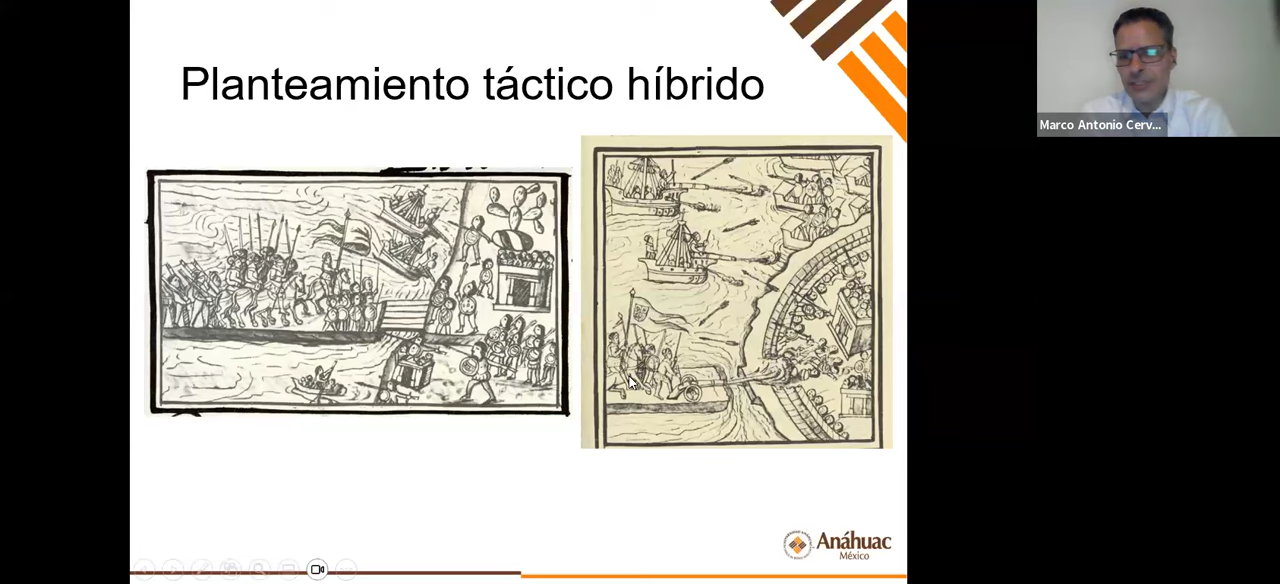 Planteamiento táctico híbrido
Marco Antonio Cerv...
Anáhuac
México